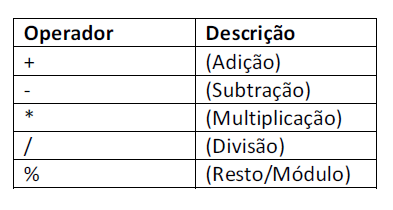 Operador Descrição
+ (Adição)
- (Subtração)
* (Multiplicação)
/ (Divisão)
% (Resto/Módulo)